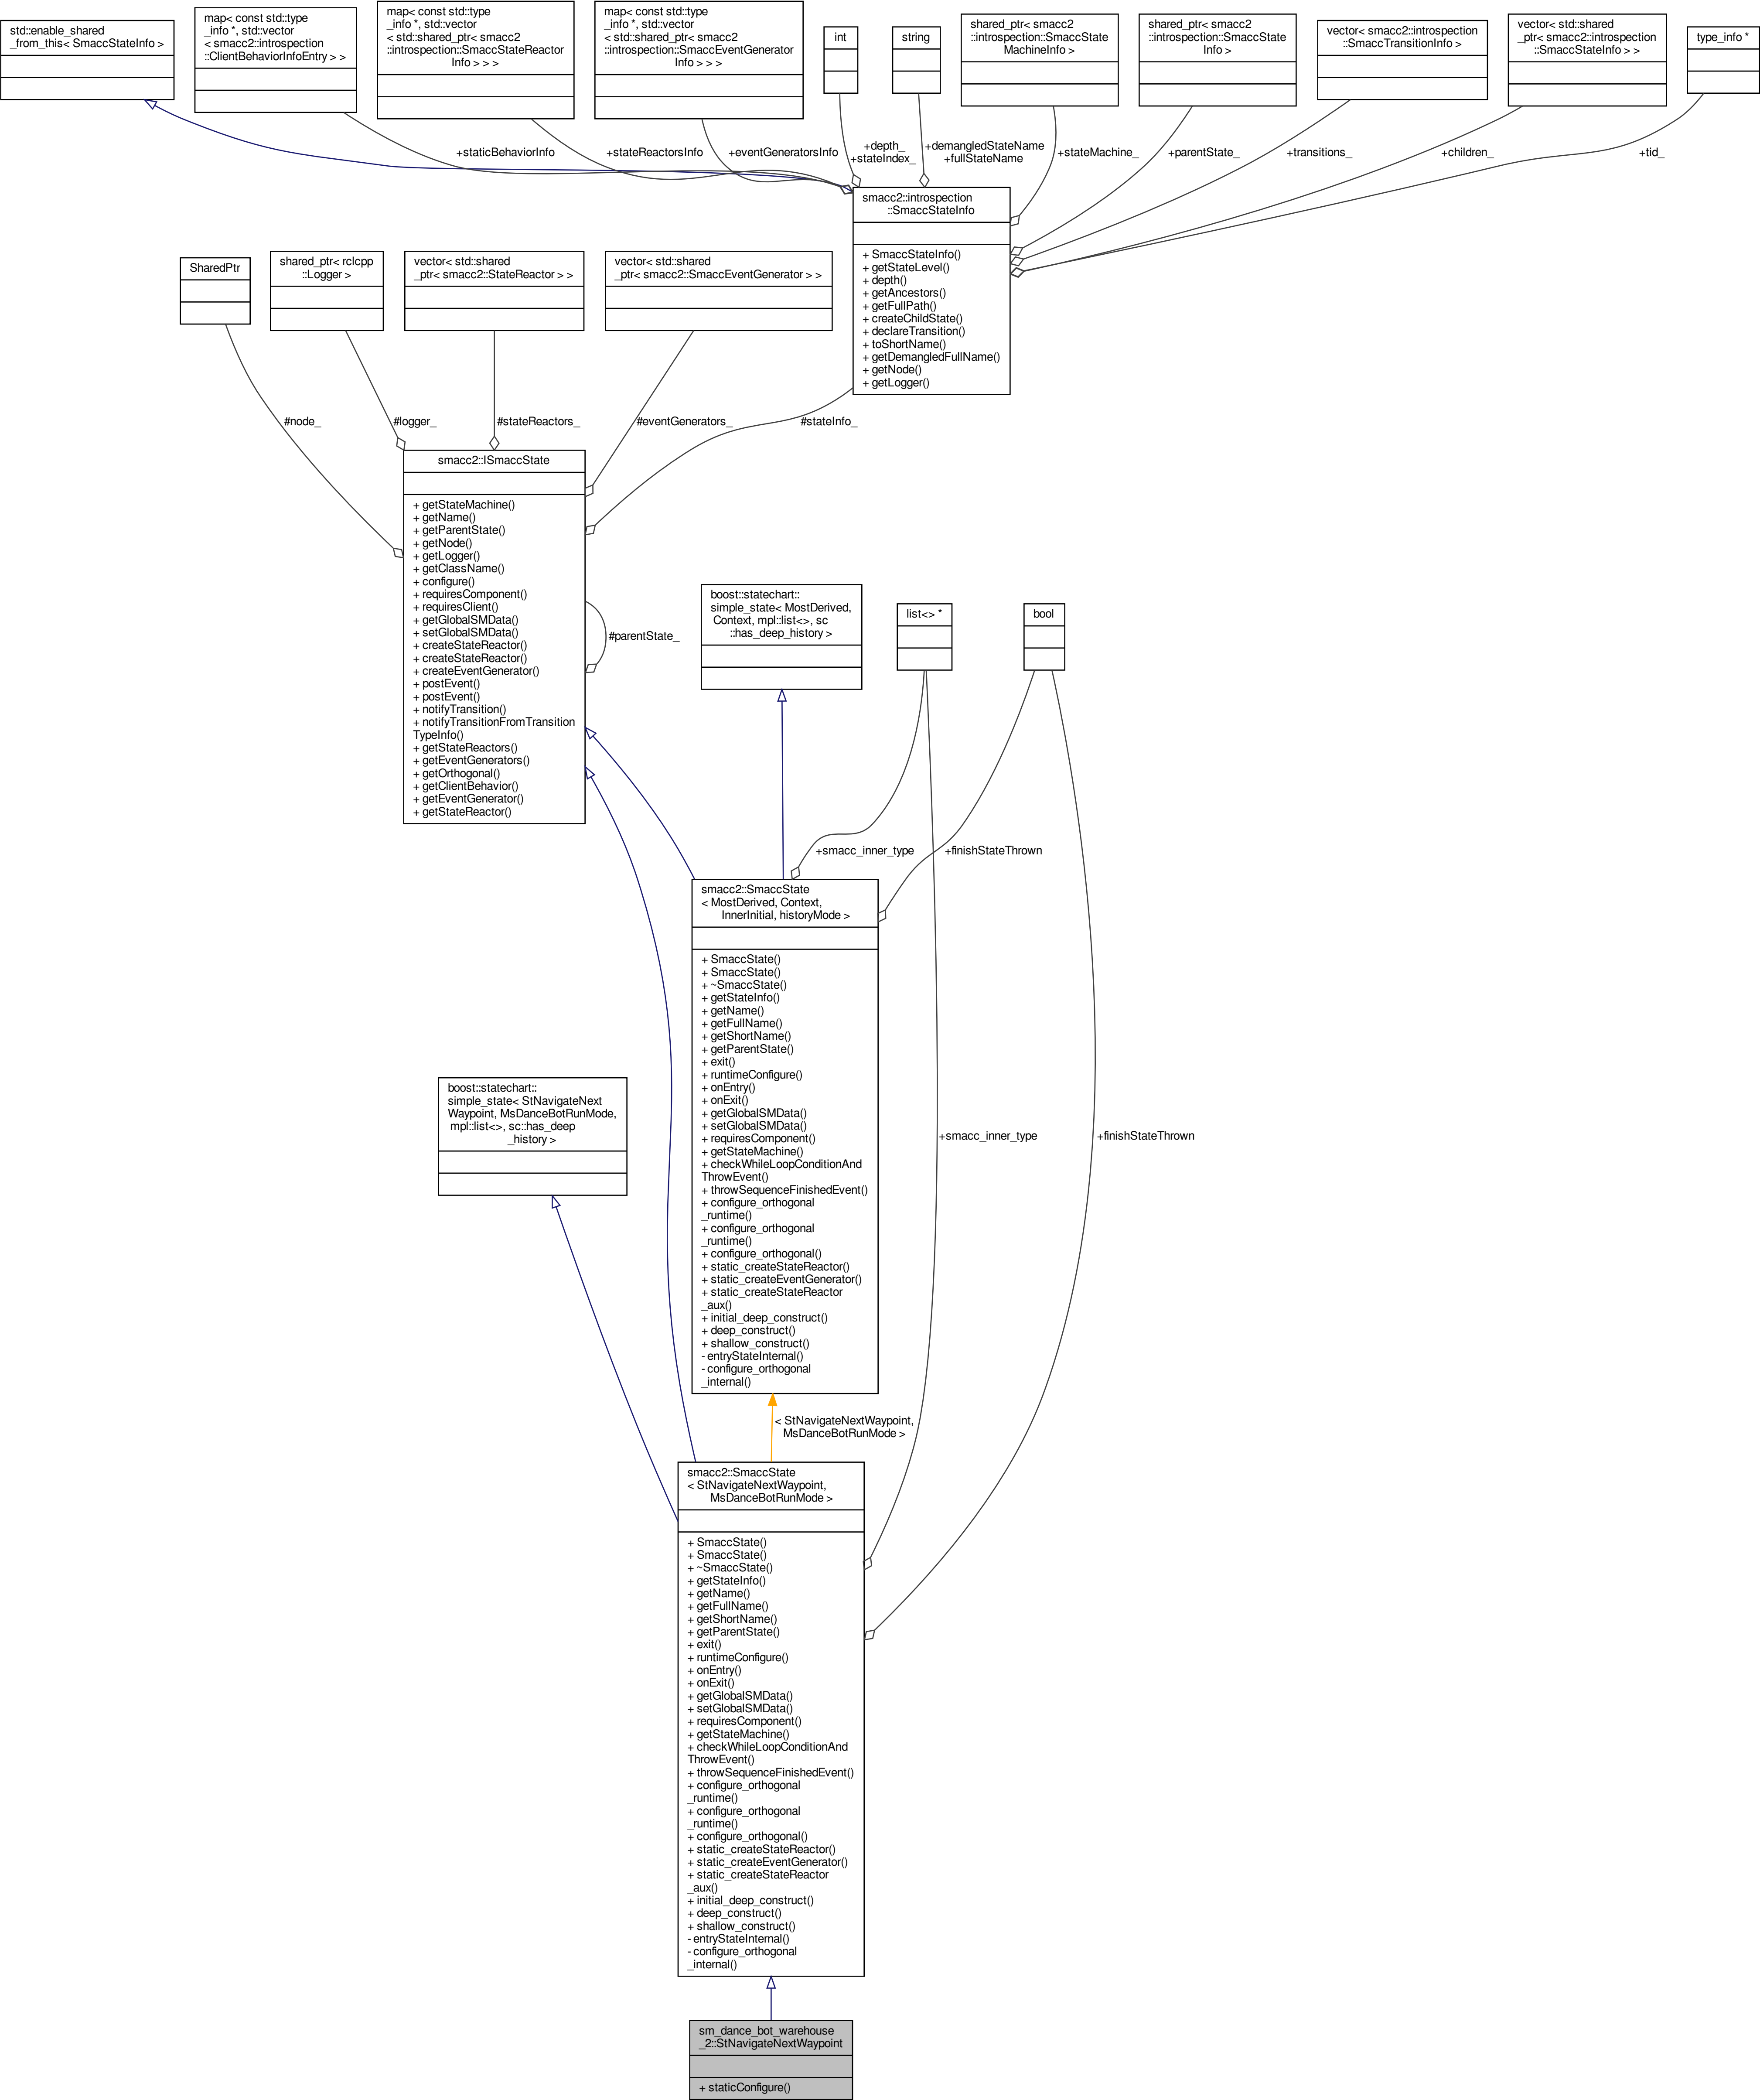 std::enable_shared
_from_this< SmaccStateInfo >
map< const std::type
_info *, std::vector
< smacc2::introspection
::ClientBehaviorInfoEntry > >
map< const std::type
_info *, std::vector
< std::shared_ptr< smacc2
::introspection::SmaccStateReactor
Info > > >
map< const std::type
_info *, std::vector
< std::shared_ptr< smacc2
::introspection::SmaccEventGenerator
Info > > >
int
string
shared_ptr< smacc2
::introspection::SmaccState
MachineInfo >
shared_ptr< smacc2
::introspection::SmaccState
Info >
vector< smacc2::introspection
::SmaccTransitionInfo >
vector< std::shared
_ptr< smacc2::introspection
::SmaccStateInfo > >
type_info *
+staticBehaviorInfo
+stateReactorsInfo
+eventGeneratorsInfo
+depth_
+stateIndex_
+demangledStateName
+fullStateName
+stateMachine_
+parentState_
+transitions_
+children_
+tid_
smacc2::introspection
::SmaccStateInfo
+ SmaccStateInfo()
+ getStateLevel()
+ depth()
+ getAncestors()
+ getFullPath()
+ createChildState()
+ declareTransition()
+ toShortName()
+ getDemangledFullName()
+ getNode()
+ getLogger()
SharedPtr
shared_ptr< rclcpp
::Logger >
vector< std::shared
_ptr< smacc2::StateReactor > >
vector< std::shared
_ptr< smacc2::SmaccEventGenerator > >
#node_
#logger_
#stateReactors_
#eventGenerators_
#stateInfo_
smacc2::ISmaccState
+ getStateMachine()
+ getName()
+ getParentState()
+ getNode()
+ getLogger()
+ getClassName()
+ configure()
+ requiresComponent()
+ requiresClient()
+ getGlobalSMData()
+ setGlobalSMData()
+ createStateReactor()
+ createStateReactor()
+ createEventGenerator()
+ postEvent()
+ postEvent()
+ notifyTransition()
+ notifyTransitionFromTransition
TypeInfo()
+ getStateReactors()
+ getEventGenerators()
+ getOrthogonal()
+ getClientBehavior()
+ getEventGenerator()
+ getStateReactor()
#parentState_
boost::statechart::
simple_state< MostDerived,
Context, mpl::list<>, sc
::has_deep_history >
list<> *
bool
+smacc_inner_type
+finishStateThrown
smacc2::SmaccState
< MostDerived, Context,
InnerInitial, historyMode >
+ SmaccState()
+ SmaccState()
+ ~SmaccState()
+ getStateInfo()
+ getName()
+ getFullName()
+ getShortName()
+ getParentState()
+ exit()
+ runtimeConfigure()
+ onEntry()
+ onExit()
+ getGlobalSMData()
+ setGlobalSMData()
+ requiresComponent()
+ getStateMachine()
+ checkWhileLoopConditionAnd
ThrowEvent()
+ throwSequenceFinishedEvent()
+ configure_orthogonal
_runtime()
+ configure_orthogonal
_runtime()
+ configure_orthogonal()
+ static_createStateReactor()
+ static_createEventGenerator()
+ static_createStateReactor
_aux()
+ initial_deep_construct()
+ deep_construct()
+ shallow_construct()
- entryStateInternal()
- configure_orthogonal
_internal()
boost::statechart::
simple_state< StNavigateNext
Waypoint, MsDanceBotRunMode,
mpl::list<>, sc::has_deep
_history >
+smacc_inner_type
+finishStateThrown
< StNavigateNextWaypoint,
MsDanceBotRunMode >
smacc2::SmaccState
< StNavigateNextWaypoint,
MsDanceBotRunMode >
+ SmaccState()
+ SmaccState()
+ ~SmaccState()
+ getStateInfo()
+ getName()
+ getFullName()
+ getShortName()
+ getParentState()
+ exit()
+ runtimeConfigure()
+ onEntry()
+ onExit()
+ getGlobalSMData()
+ setGlobalSMData()
+ requiresComponent()
+ getStateMachine()
+ checkWhileLoopConditionAnd
ThrowEvent()
+ throwSequenceFinishedEvent()
+ configure_orthogonal
_runtime()
+ configure_orthogonal
_runtime()
+ configure_orthogonal()
+ static_createStateReactor()
+ static_createEventGenerator()
+ static_createStateReactor
_aux()
+ initial_deep_construct()
+ deep_construct()
+ shallow_construct()
- entryStateInternal()
- configure_orthogonal
_internal()
sm_dance_bot_warehouse
_2::StNavigateNextWaypoint
+ staticConfigure()